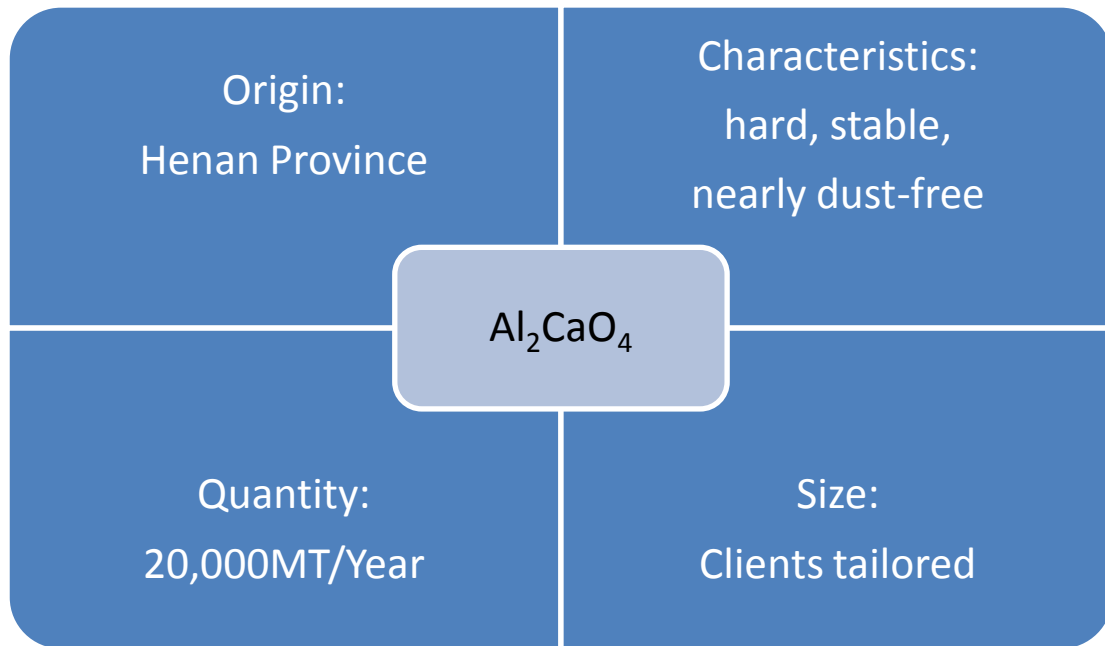 Origin:
Henan Province
Characteristics:
hard, stable,
nearly dust-free
Al₂CaO₄
Quantity:
20,000MT/Year
Size:
Clients tailored